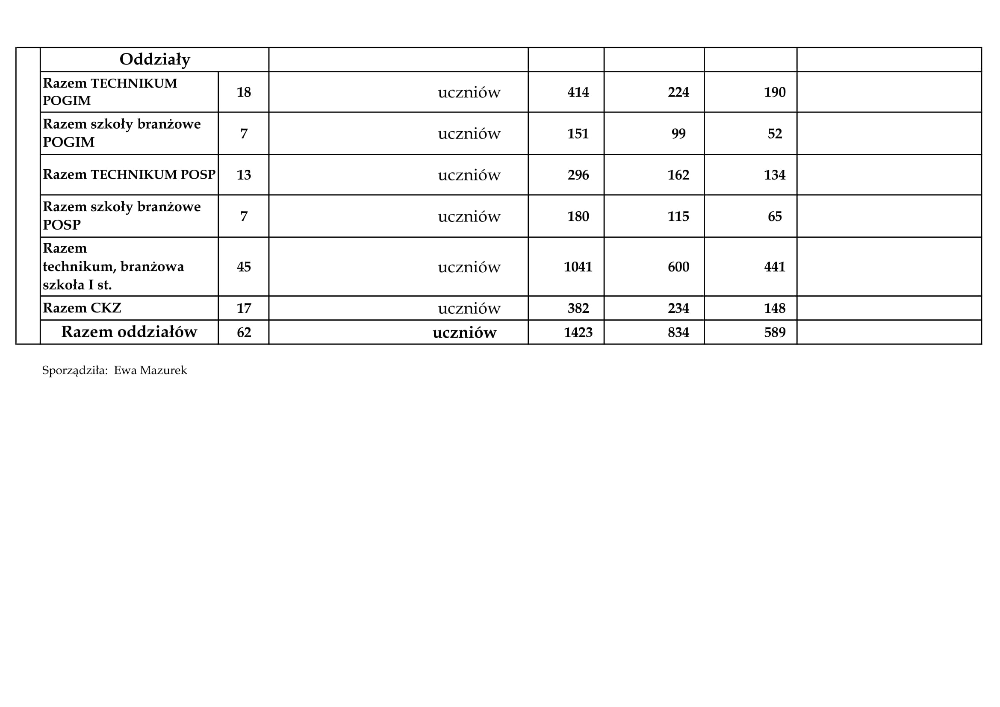 Oddziały
Razem TECHNIKUM
POGIM
18 uczniów 414 224 190
Razem szkoły branżowe
POGIM
7 uczniów 151 99 52
Razem TECHNIKUM POSP 13 uczniów 296 162 134
Razem szkoły branżowe
POSP
7 uczniów 180 115 65
Razem
technikum, branżowa
szkoła I st.
45 uczniów 1041 600 441
Razem CKZ 17 uczniów 382 234 148
Razem oddziałów 62 uczniów 1423 834 589
Sporządziła: Ewa Mazurek